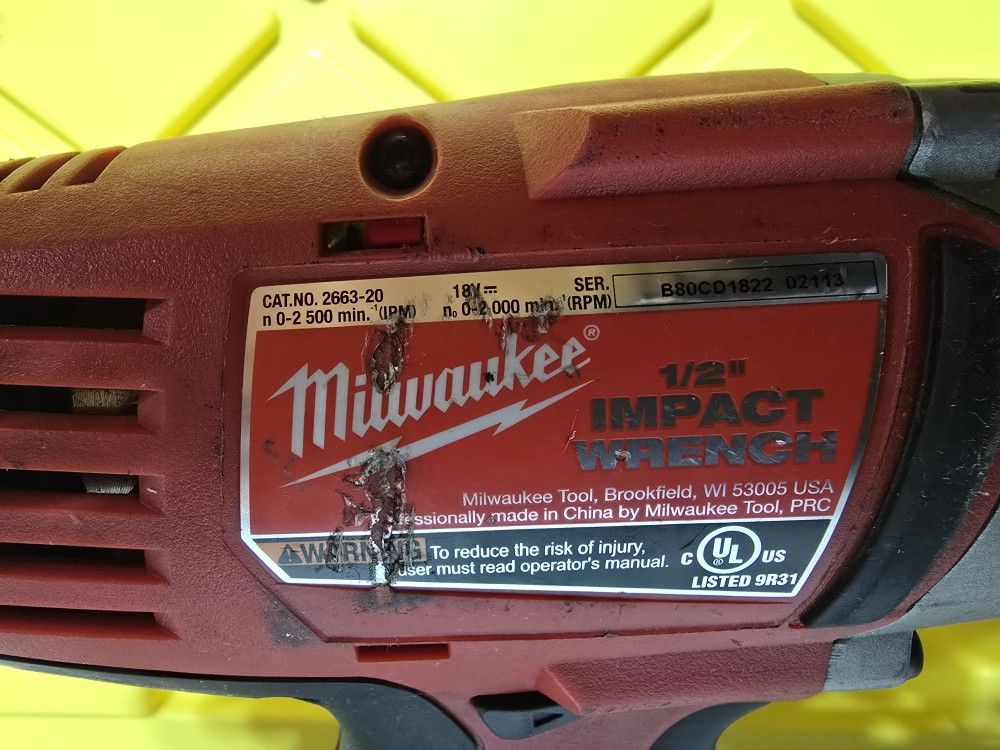 CAT.NO. 2663-20 18V⎓ SER. B80CD1822 02113
n 0-2 500 min.⁻¹(IPM) n₀ 0-2 000 min.⁻¹(RPM)
Milwaukee®
1/2"
IMPACT
WRENCH
Milwaukee Tool, Brookfield, WI 53005 USA
made in China by Milwaukee Tool, PRC
WARNING To reduce the risk of injury,
user must read operator's manual.
C UL® US
LISTED 9R31